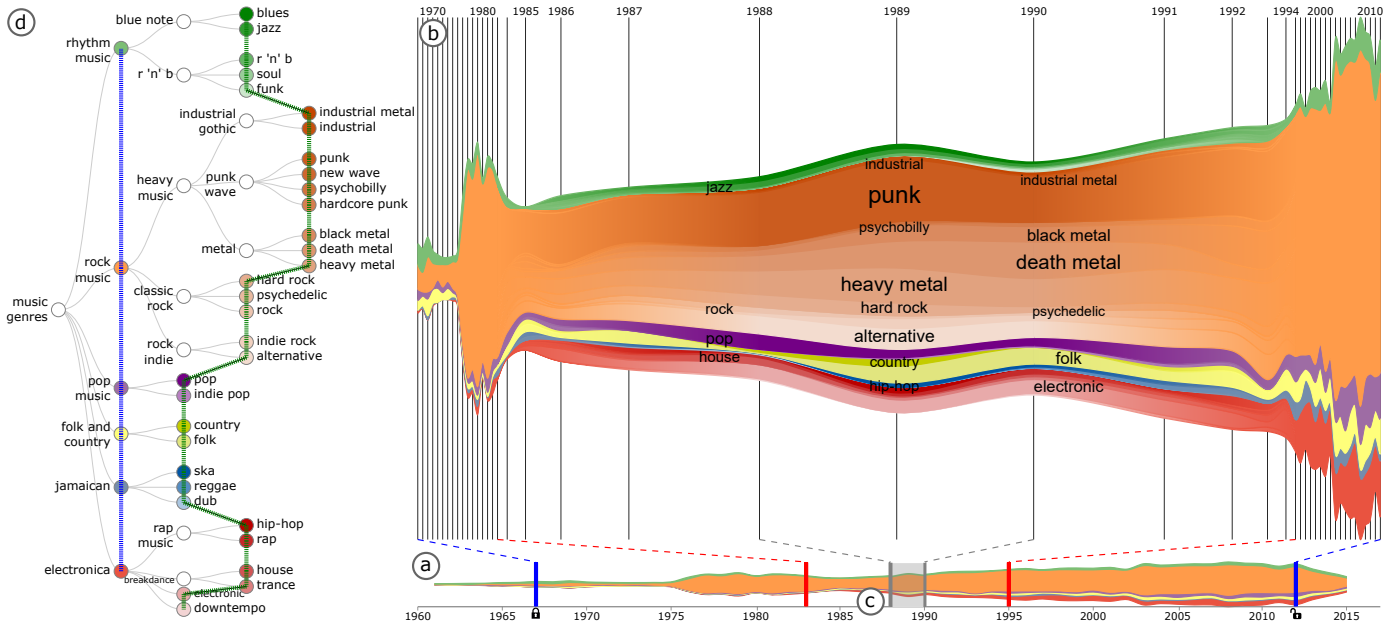 d
music
genres
rhythm
music
rock
music
pop
music
folk and
country
jamaican
electronica
blue note
r 'n' b
heavy
music
industrial
gothic
punk
wave
metal
classic
rock
rock
indie
rap
music
breakdance
blues
jazz
r 'n' b
soul
funk
industrial metal
industrial
punk
new wave
psychobilly
hardcore punk
black metal
death metal
heavy metal
hard rock
psychedelic
rock
indie rock
alternative
pop
indie pop
country
folk
ska
reggae
dub
hip-hop
rap
house
trance
electronic
downtempo
b
1970 1980 1985 1986 1987 1988 1989 1990 1991 1992 1994 2000 2010
jazz
rock
pop
house
industrial
punk
psychobilly
heavy metal
hard rock
alternative
country
hip-hop
industrial metal
black metal
death metal
psychedelic
folk
electronic
a
c
1960 1965 1970 1975 1980 1985 1990 1995 2000 2005 2010 2015